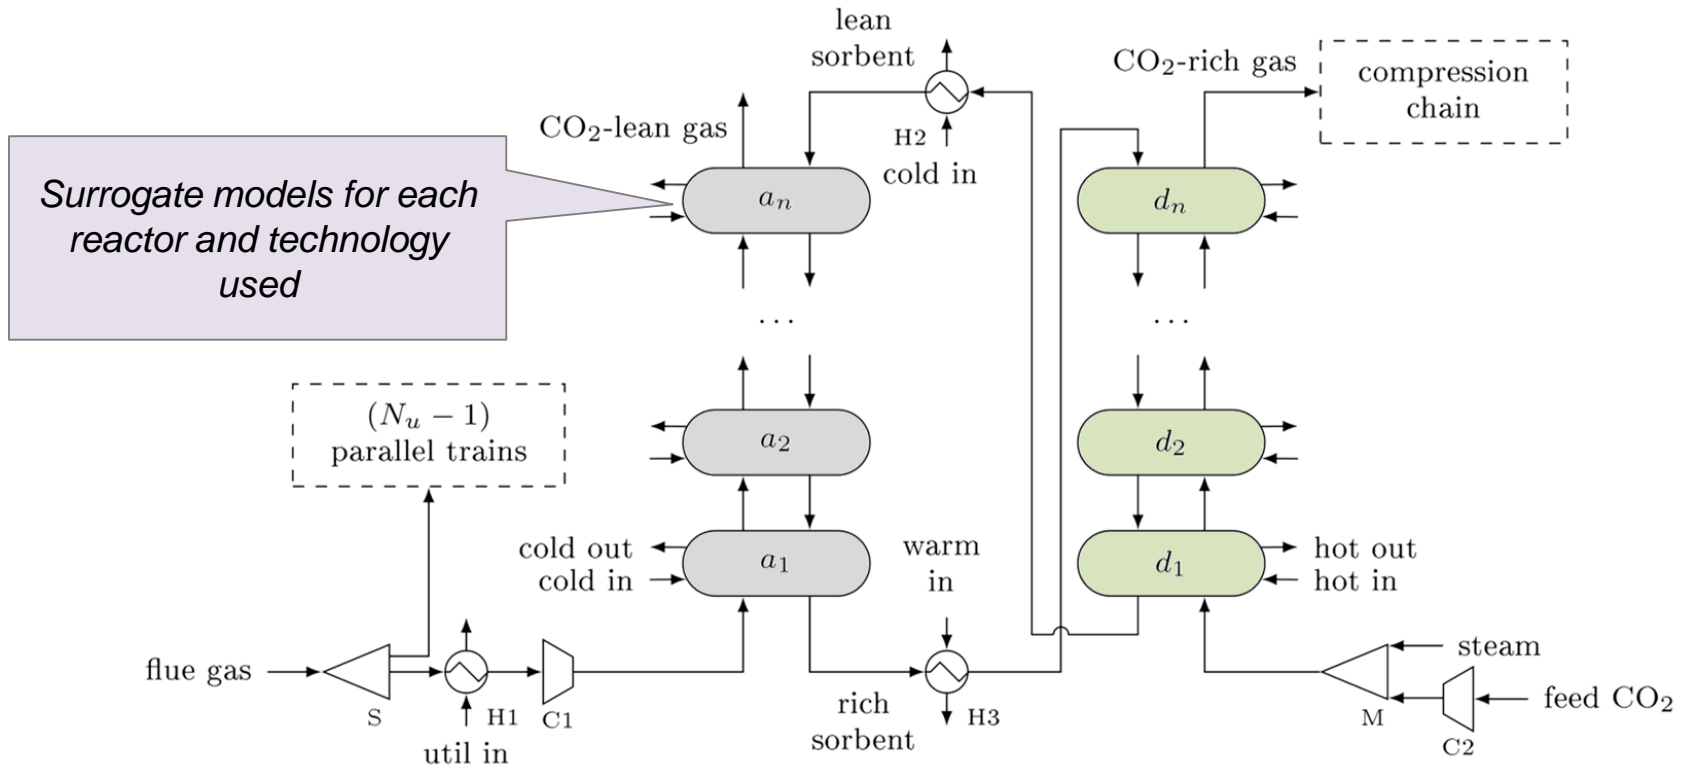 lean
sorbent
CO₂-rich gas
compression
chain
CO₂-lean gas
H2
cold in
Surrogate models for each
reactor and technology
used
aₙ
dₙ
...
...
(Nᵤ − 1)
parallel trains
a₂
d₂
cold out
cold in
a₁
warm
in
d₁
hot out
hot in
flue gas
S
H1
C1
util in
rich
sorbent
H3
steam
feed CO₂
M
C2